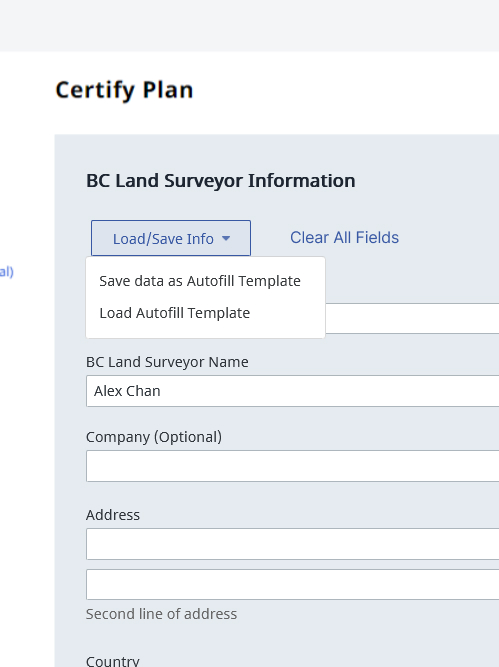 Certify Plan
BC Land Surveyor Information
Load/Save Info
Clear All Fields
al)
Save data as Autofill Template
Load Autofill Template
BC Land Surveyor Name
Alex Chan
Company (Optional)
Address
Second line of address
Country